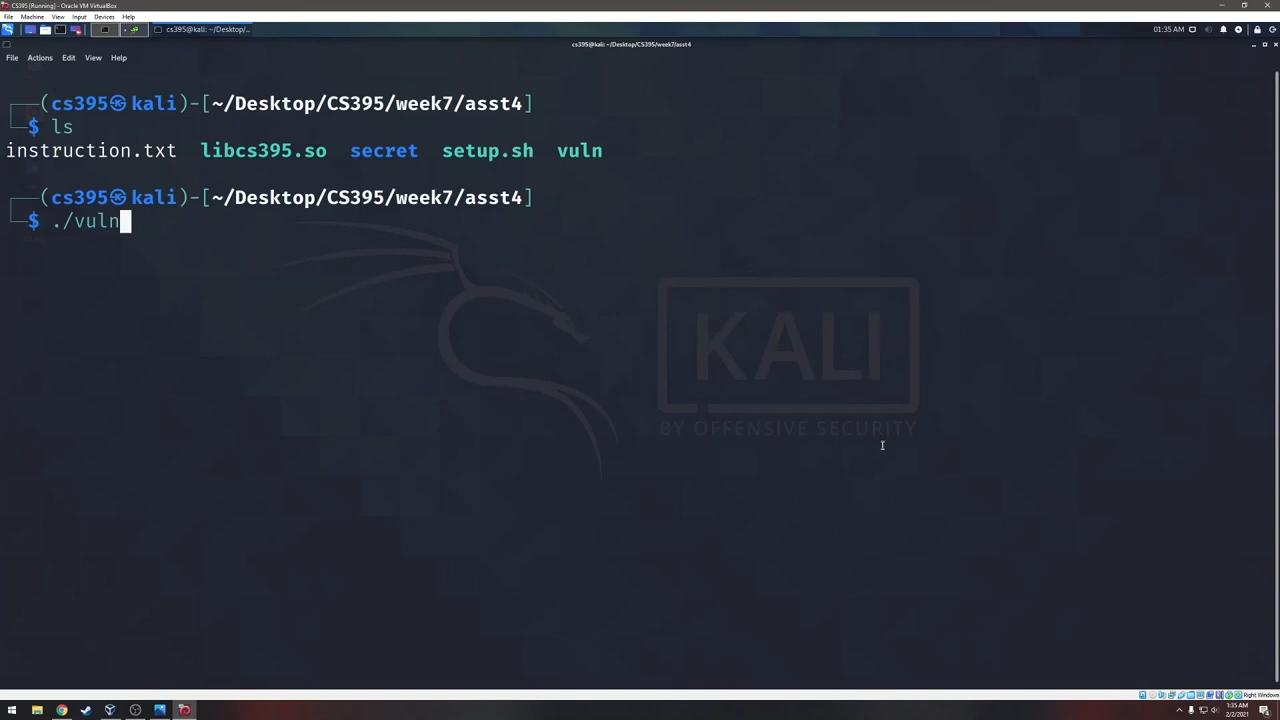 CS395 [Running] - Oracle VM VirtualBox
File Machine View Input Devices Help
cs395@kali: ~/Desktop/... 01:35 AM
cs395@kali: ~/Desktop/CS395/week7/asst4
File Actions Edit View Help
(cs395㉿kali)-[~/Desktop/CS395/week7/asst4]
$ ls
instruction.txt libcs395.so secret setup.sh vuln
(cs395㉿kali)-[~/Desktop/CS395/week7/asst4]
$ ./vuln
KALI
BY OFFENSIVE SECURITY
Right Windows
1:35 AM
2/2/2021